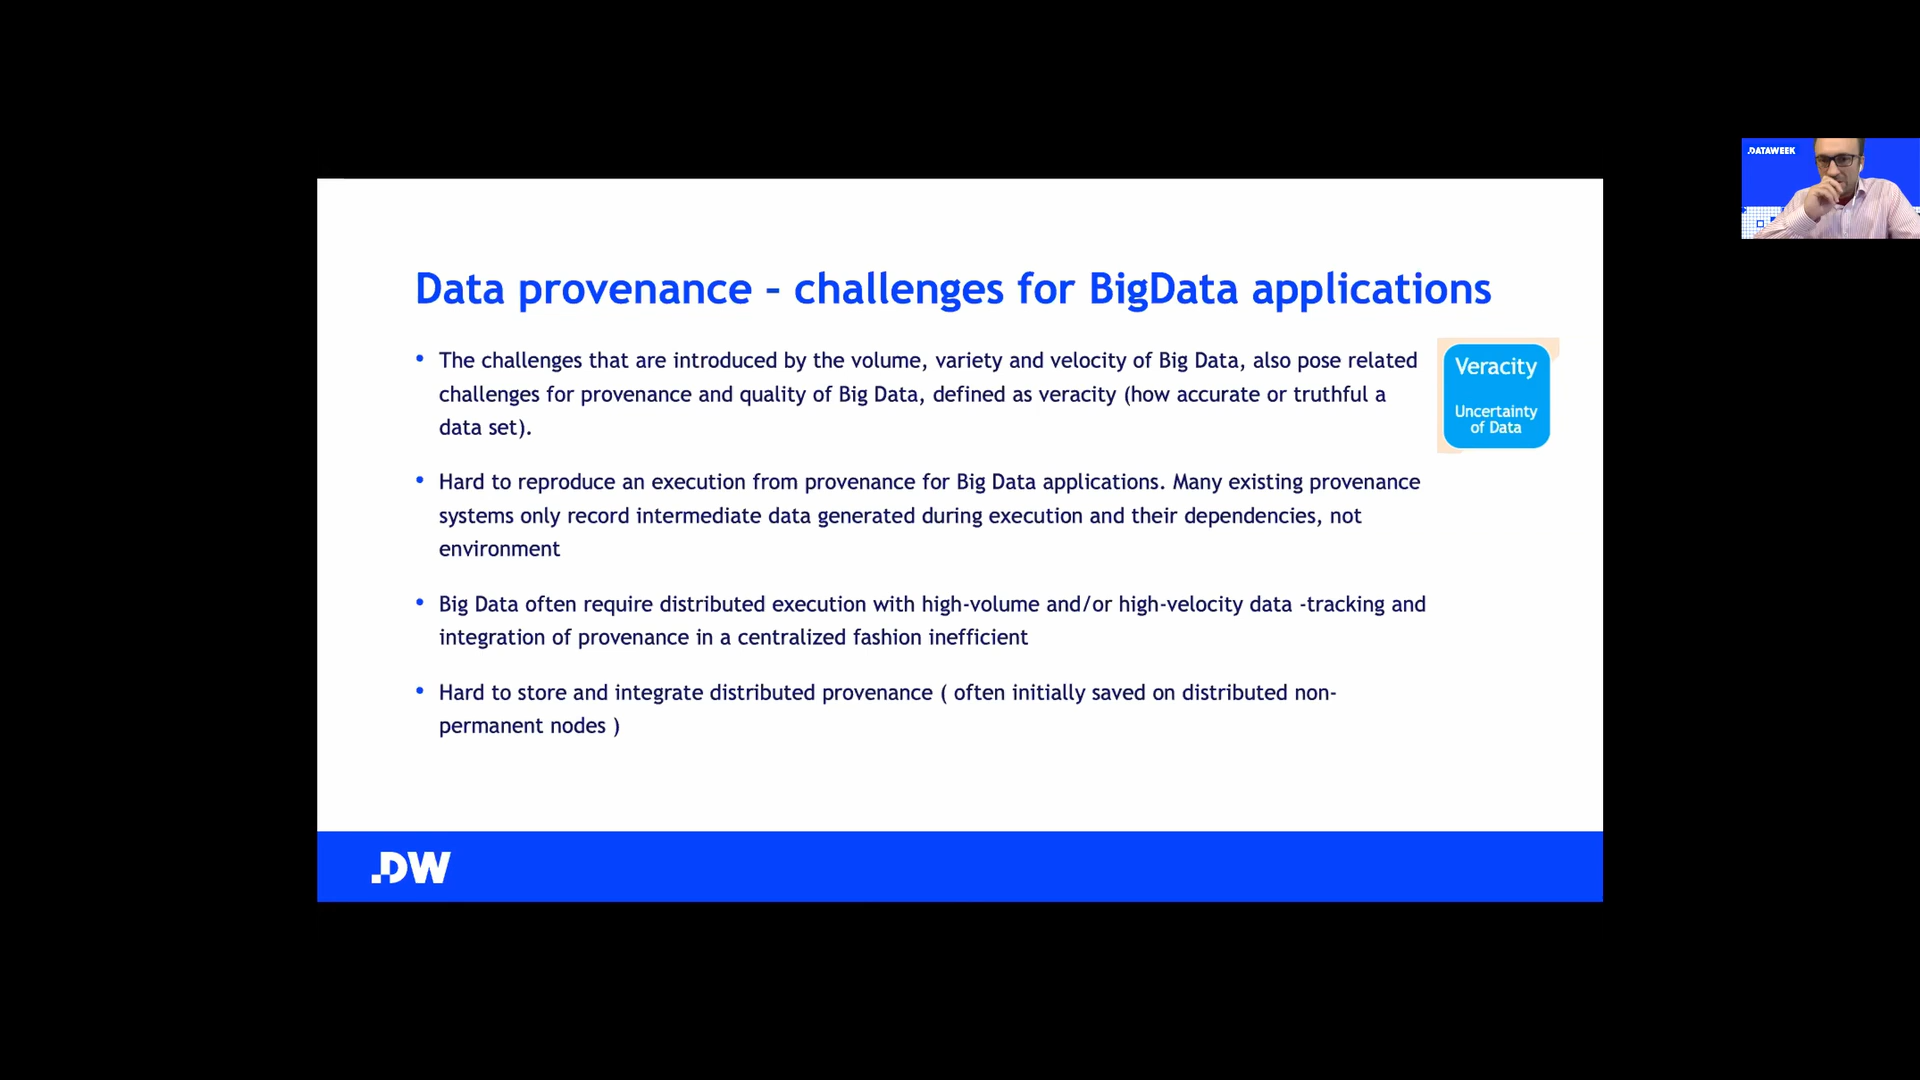 .DATAWEEK
Data provenance – challenges for BigData applications
• The challenges that are introduced by the volume, variety and velocity of Big Data, also pose related
challenges for provenance and quality of Big Data, defined as veracity (how accurate or truthful a
data set).
Veracity
Uncertainty
of Data
• Hard to reproduce an execution from provenance for Big Data applications. Many existing provenance
systems only record intermediate data generated during execution and their dependencies, not
environment
• Big Data often require distributed execution with high-volume and/or high-velocity data -tracking and
integration of provenance in a centralized fashion inefficient
• Hard to store and integrate distributed provenance ( often initially saved on distributed non-
permanent nodes )
.DW